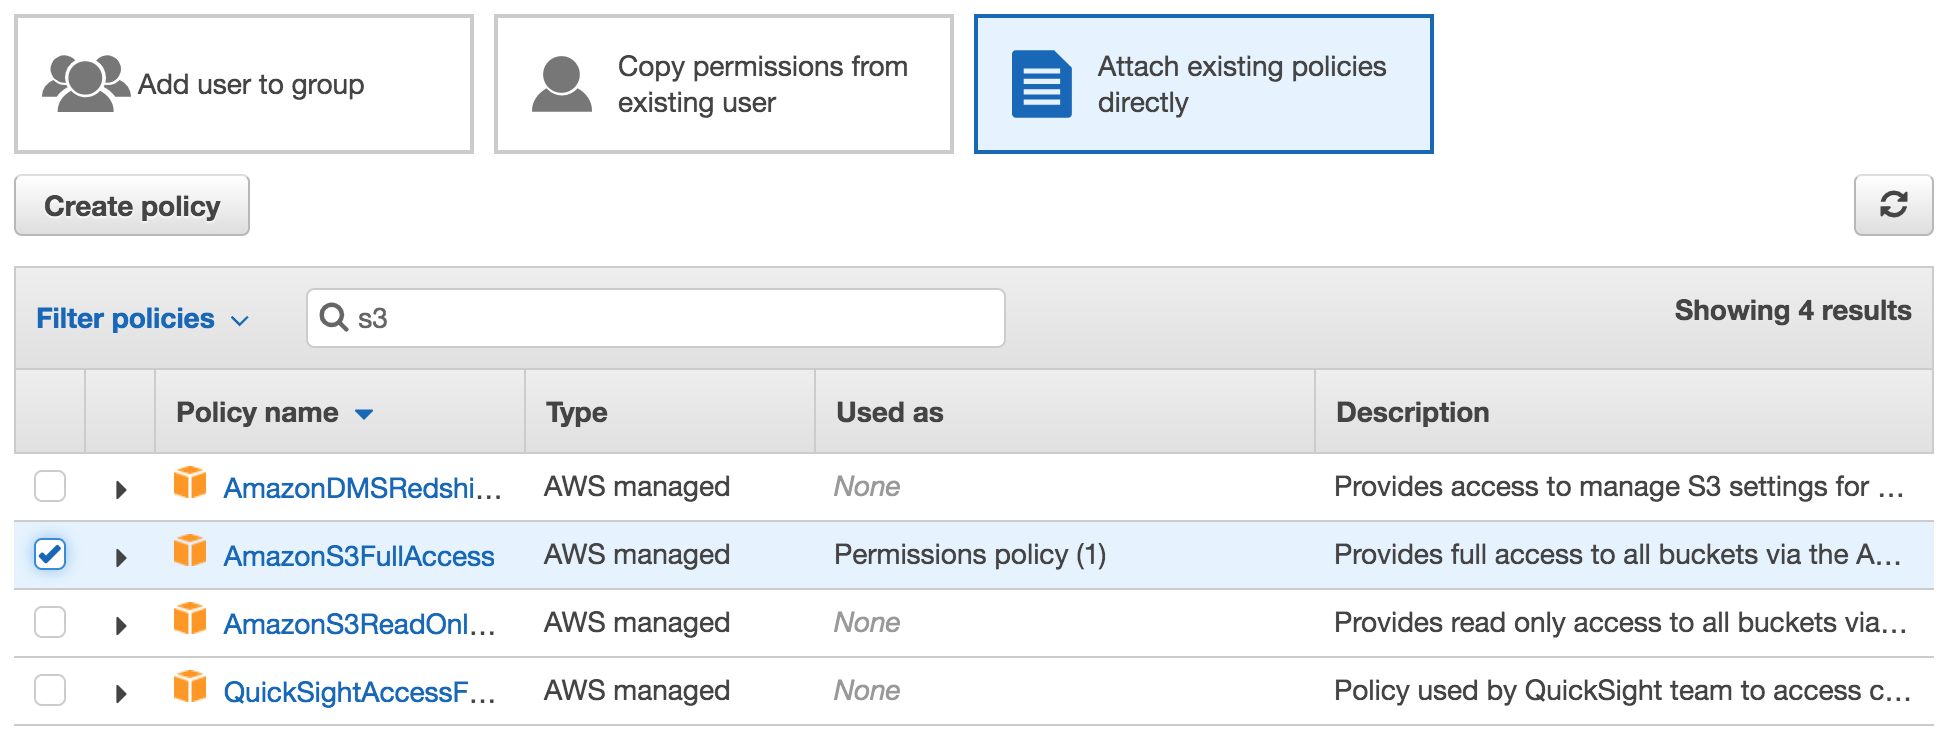 Add user to group
Copy permissions from
existing user
Attach existing policies
directly
Create policy
Filter policies
s3
Showing 4 results
Policy name Type Used as Description
AmazonDMSRedshi... AWS managed None Provides access to manage S3 settings for ...
AmazonS3FullAccess AWS managed Permissions policy (1) Provides full access to all buckets via the A...
AmazonS3ReadOnl... AWS managed None Provides read only access to all buckets via...
QuickSightAccessF... AWS managed None Policy used by QuickSight team to access c...